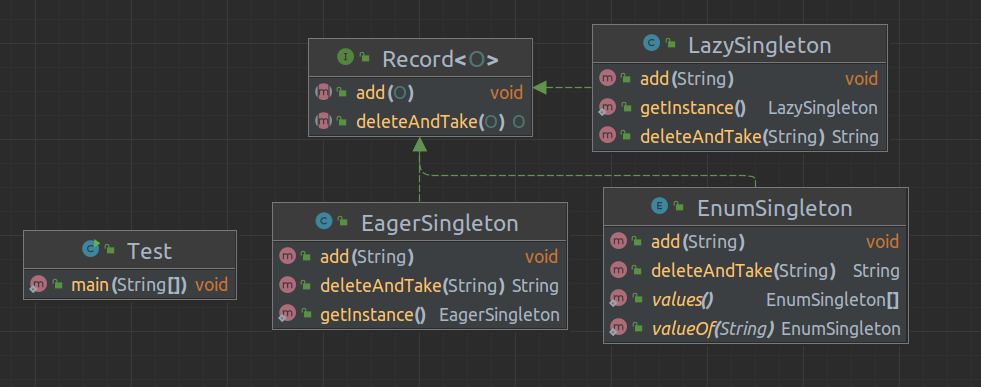 Record<O>
add(O) void
deleteAndTake(O) O
LazySingleton
add(String) void
getInstance() LazySingleton
deleteAndTake(String) String
Test
main(String[]) void
EagerSingleton
add(String) void
deleteAndTake(String) String
getInstance() EagerSingleton
EnumSingleton
add(String) void
deleteAndTake(String) String
values() EnumSingleton[]
valueOf(String) EnumSingleton